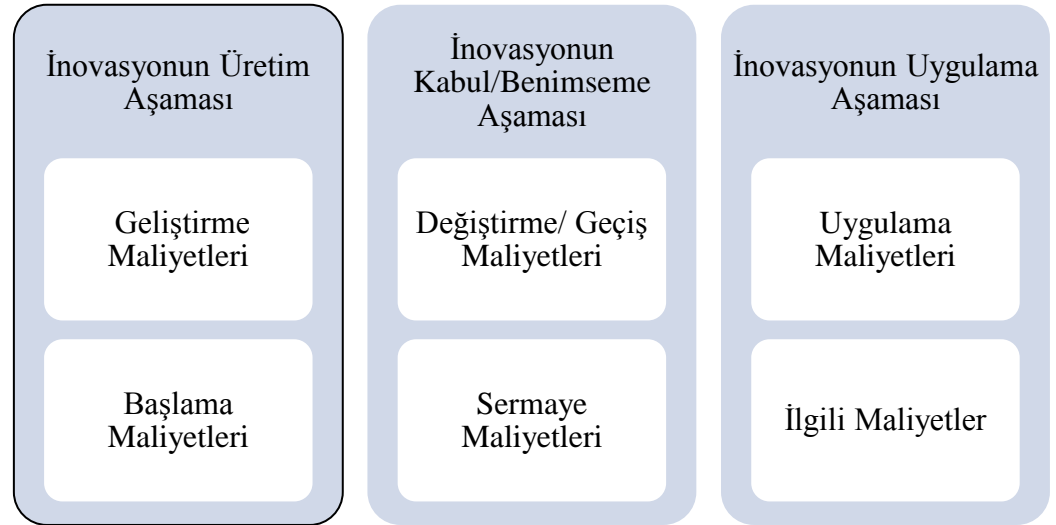 İnovasyonun Üretim
Aşaması
Geliştirme
Maliyetleri
Başlama
Maliyetleri
İnovasyonun
Kabul/Benimseme
Aşaması
Değiştirme/ Geçiş
Maliyetleri
Sermaye
Maliyetleri
İnovasyonun Uygulama
Aşaması
Uygulama
Maliyetleri
İlgili Maliyetler